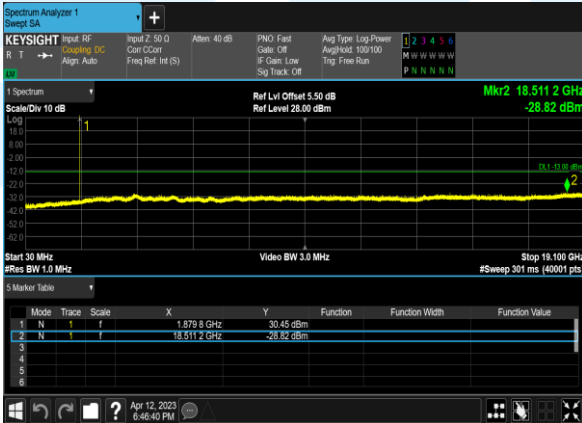 Spectrum Analyzer 1
Swept SA
+
KEYSIGHT Input: RF Input Z: 50 Ω Atten: 40 dB PNO: Fast Avg Type: Log-Power 1 2 3 4 5 6
R T Coupling: DC Corr CCorr Gate: Off Avg|Hold: 100/100 M W W W W W
Align: Auto Freq Ref: Int (S) IF Gain: Low Trig: Free Run
LV Sig Track: Off P N N N N N
1 Spectrum Mkr2 18.511 2 GHz
Ref Lvl Offset 5.50 dB
Scale/Div 10 dB Ref Level 28.00 dBm -28.82 dBm
Log
1
18.0
8.00
-2.00
DL1 -13.00 dBm
-12.0
2
-22.0
-32.0
-42.0
-52.0
-62.0
Start 30 MHz Video BW 3.0 MHz Stop 19.100 GHz
#Res BW 1.0 MHz #Sweep 301 ms (40001 pts
5 Marker Table
Mode Trace Scale X Y Function Function Width Function Value
1 N 1 f 1.879 8 GHz 30.45 dBm
2 N 1 f 18.511 2 GHz -28.82 dBm
3
4
5
6
? Apr 12, 2023
6:46:40 PM